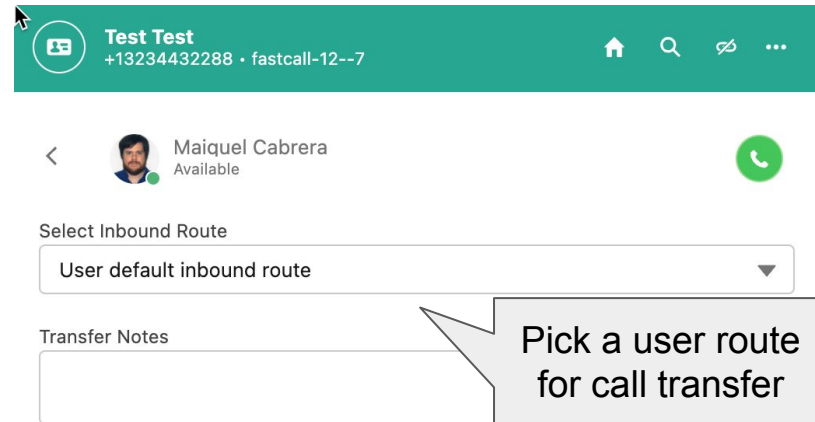 Test Test
+13234432288 • fastcall-12--7
Maiquel Cabrera
Available
Select Inbound Route
User default inbound route
Transfer Notes
Pick a user route
for call transfer